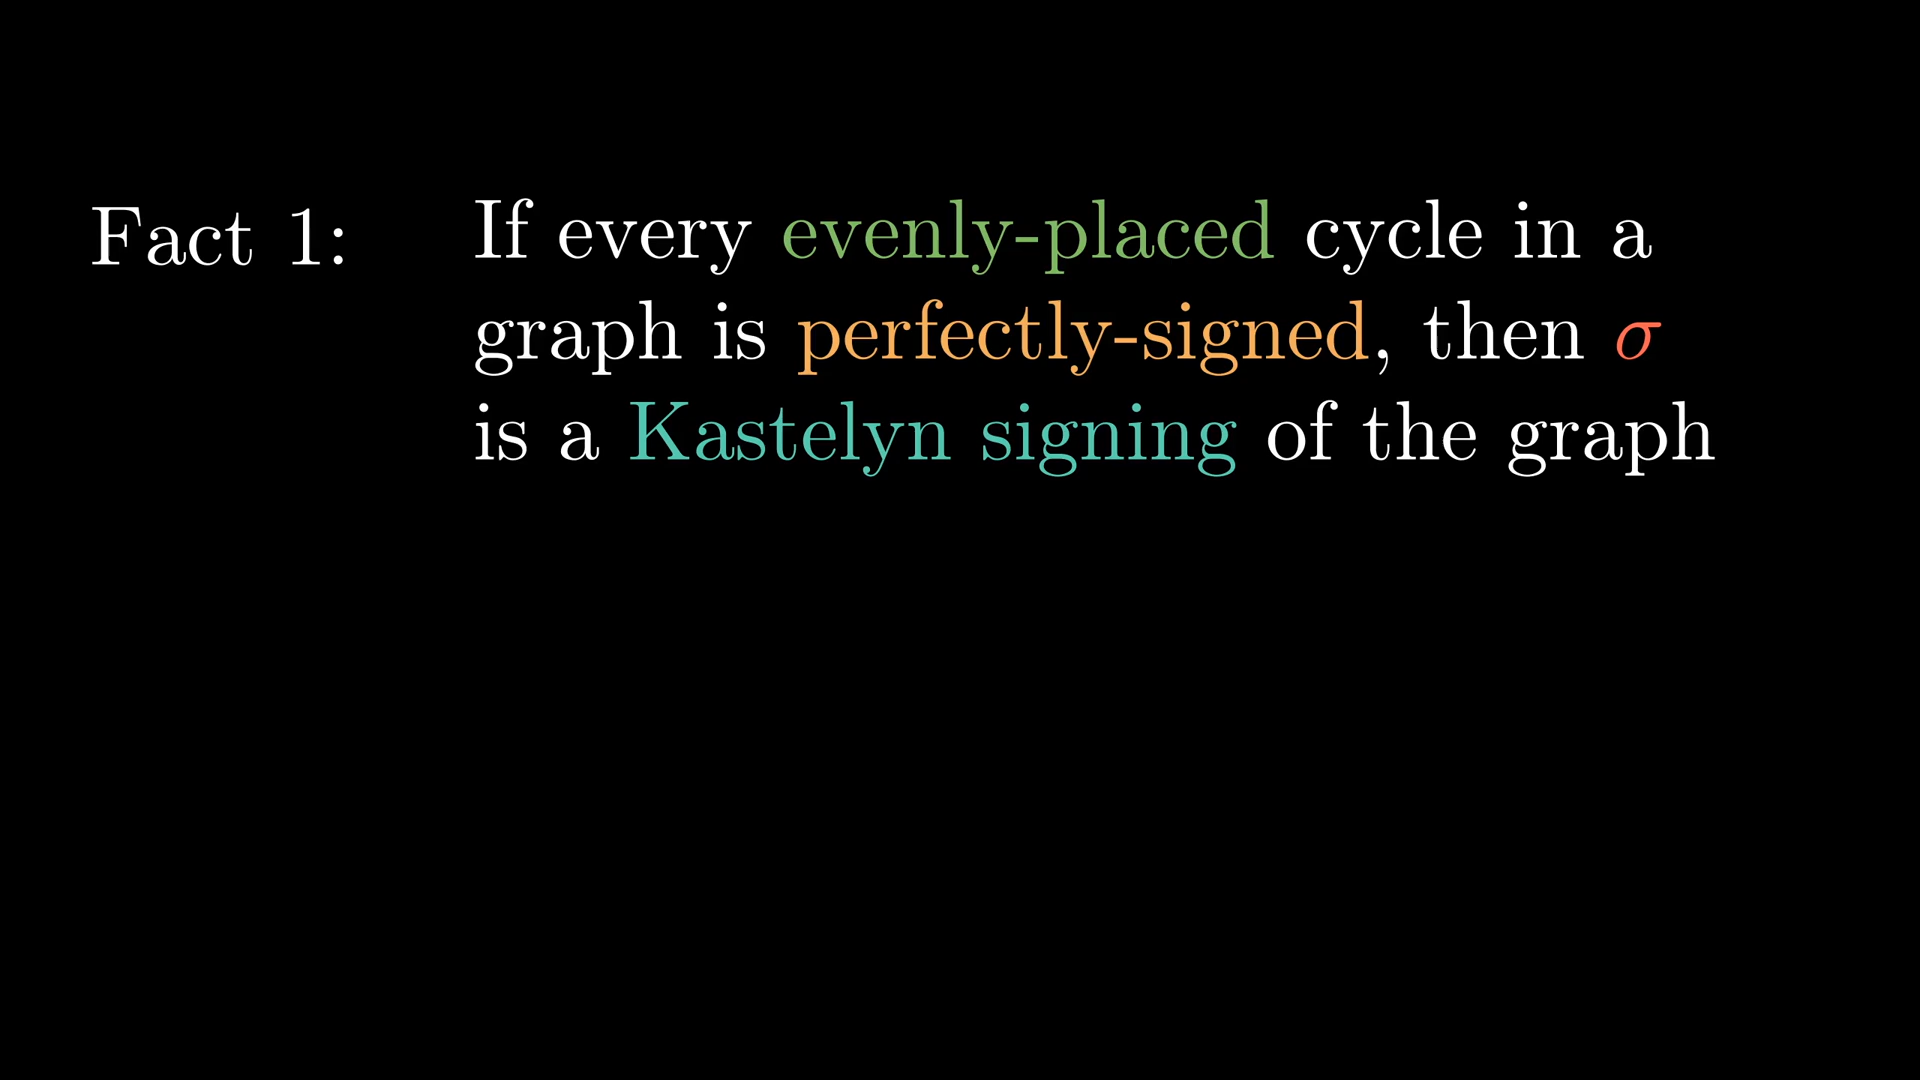 Fact 1: If every evenly-placed cycle in a
graph is perfectly-signed, then σ
is a Kastelyn signing of the graph